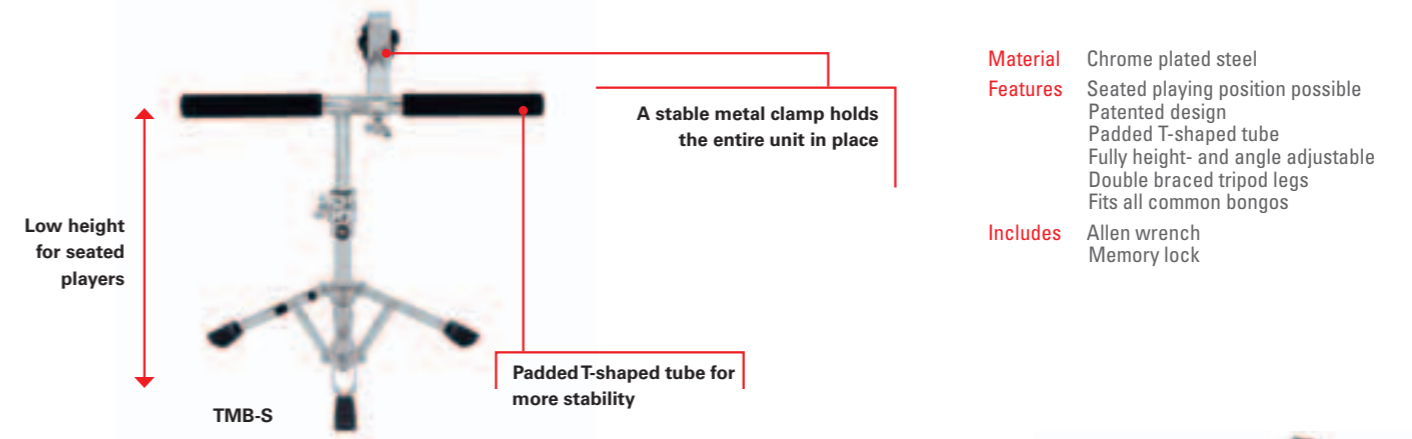 A stable metal clamp holds
the entire unit in place
Low height
for seated
players
Padded T-shaped tube for
more stability
TMB-S
Material Chrome plated steel
Features Seated playing position possible
Patented design
Padded T-shaped tube
Fully height- and angle adjustable
Double braced tripod legs
Fits all common bongos
Includes Allen wrench
Memory lock